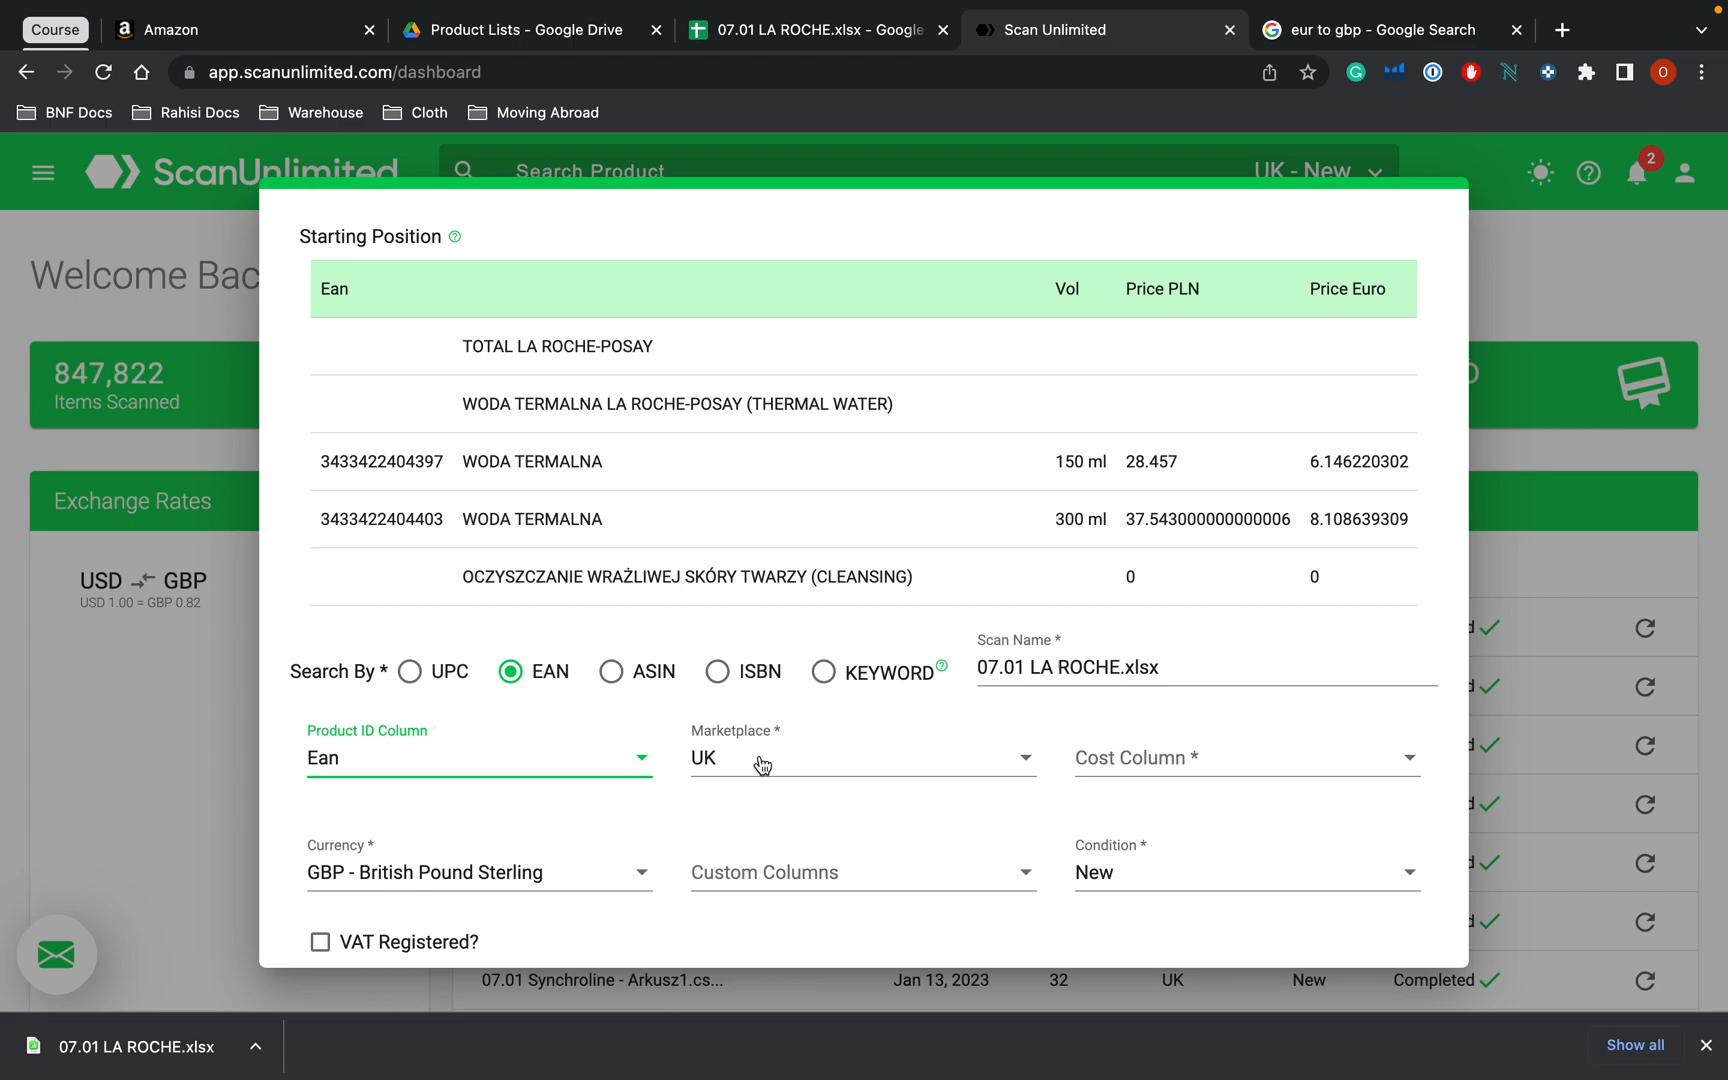 Course
Amazon
Product Lists - Google Drive
07.01 LA ROCHE.xlsx - Google
Scan Unlimited
eur to gbp - Google Search
app.scanunlimited.com/dashboard
O
BNF Docs
Rahisi Docs
Warehouse
Cloth
Moving Abroad
ScanUnlimited
Search Product
UK - New
2
Welcome Bac
Starting Position
Ean Vol Price PLN Price Euro
TOTAL LA ROCHE-POSAY
WODA TERMALNA LA ROCHE-POSAY (THERMAL WATER)
3433422404397 WODA TERMALNA 150 ml 28.457 6.146220302
3433422404403 WODA TERMALNA 300 ml 37.543000000000006 8.108639309
OCZYSZCZANIE WRAŻLIWEJ SKÓRY TWARZY (CLEANSING) 0 0
847,822
Items Scanned
Exchange Rates
USD GBP
USD 1.00 = GBP 0.82
Search By * UPC EAN ASIN ISBN KEYWORD
Scan Name *
07.01 LA ROCHE.xlsx
Product ID Column
Ean
Marketplace *
UK
Cost Column *
Currency *
GBP - British Pound Sterling
Custom Columns
Condition *
New
VAT Registered?
07.01 Synchroline - Arkusz1.cs... Jan 13, 2023 32 UK New Completed
07.01 LA ROCHE.xlsx
Show all